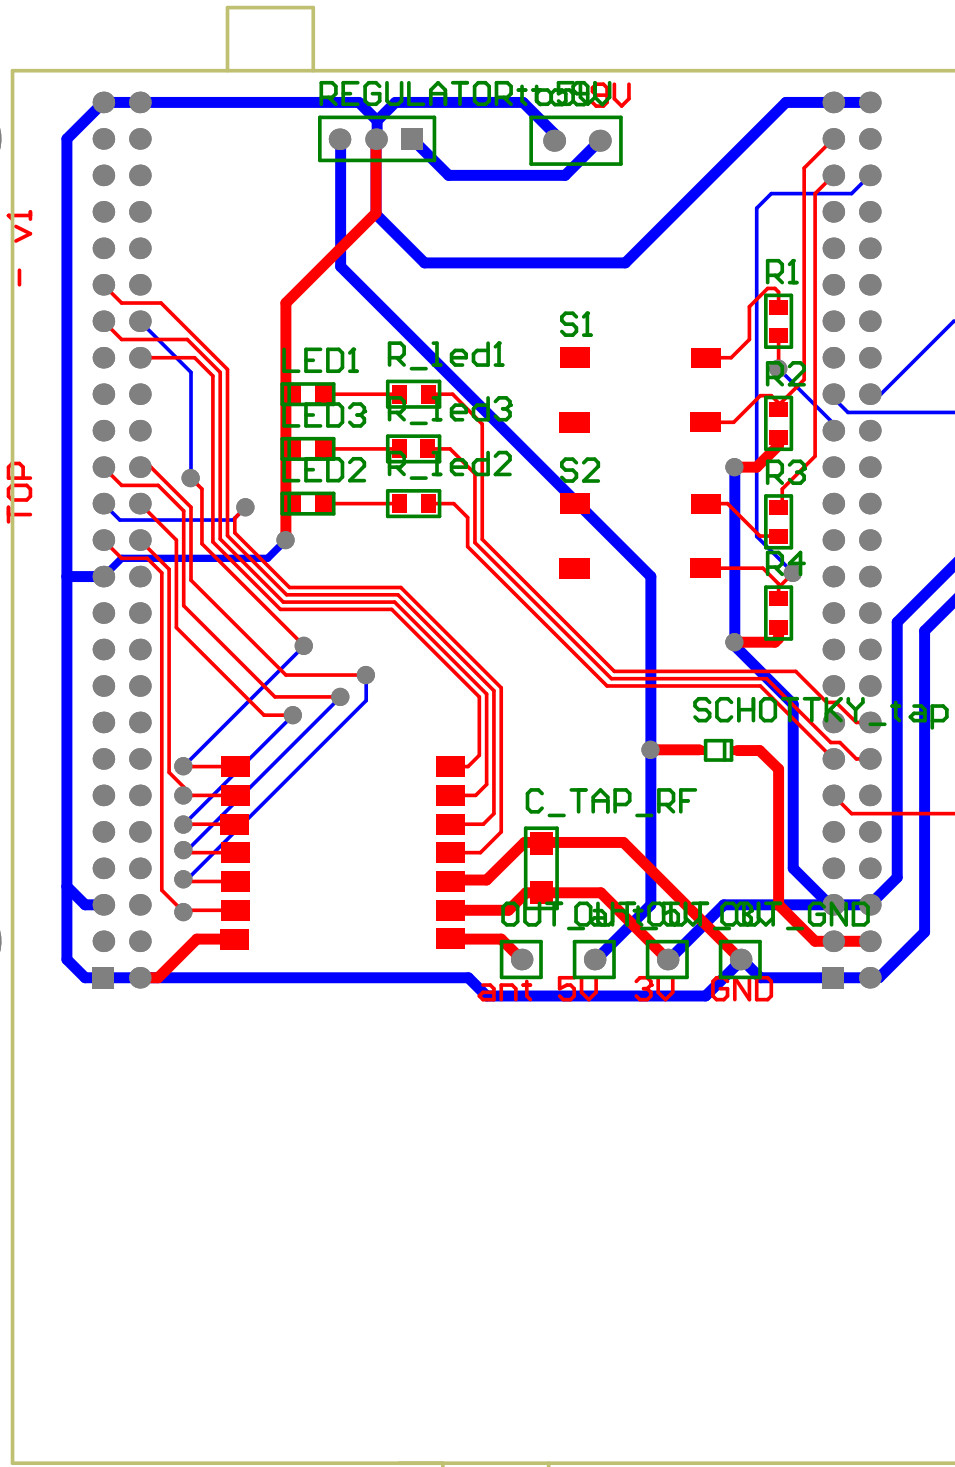 REGULATOR
9V
- v1
R1
S1
LED1
R_led1
R2
LED3
R_led3
TOP
LED2
R_led2
S2
R3
R4
SCHOTTKY_tap
C_TAP_RF
OUT_GND
ant 5V 3V GND